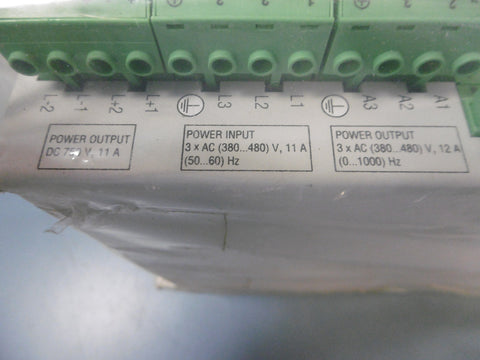 L-2 L-1 L+2 L+1 L3 L2 L1 A3 A2 A1
POWER OUTPUT
DC V, 11 A
POWER INPUT
3 x AC (380...480) V, 11 A
(50...60) Hz
POWER OUTPUT
3 x AC (380...480) V, 12 A
(0...1000) Hz